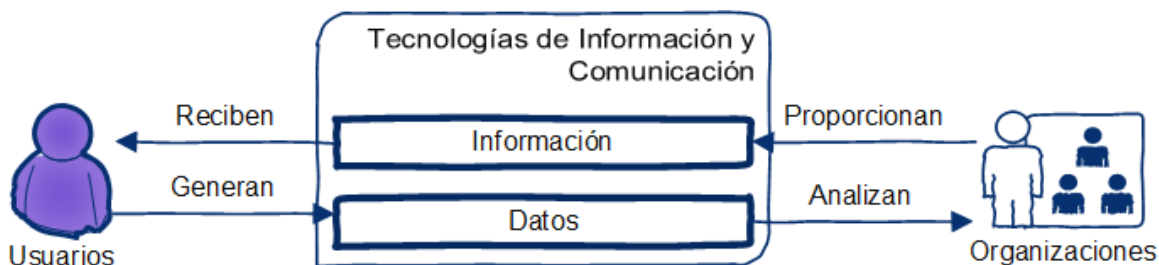 Tecnologías de Información y
Comunicación
Reciben
Información
Proporcionan
Generan
Datos
Analizan
Usuarios
Organizaciones